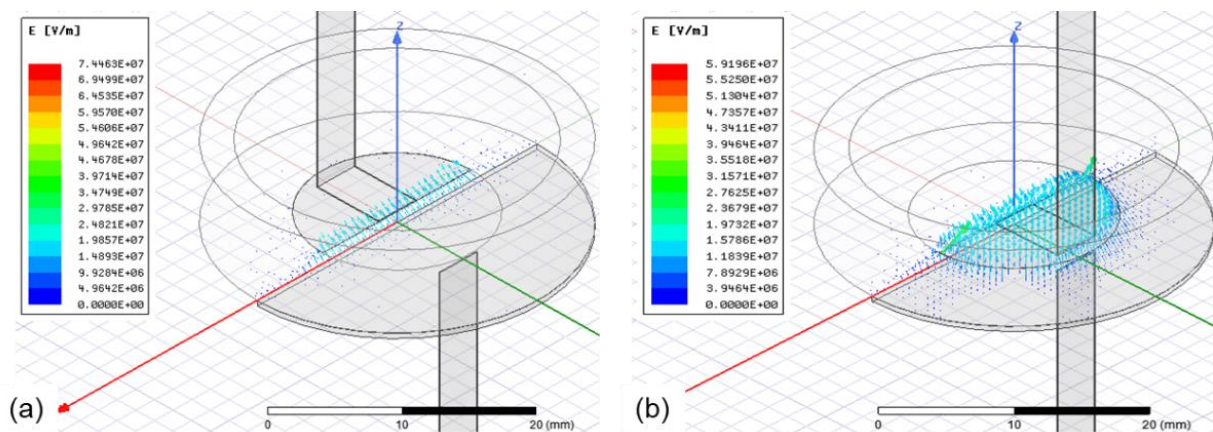 E [V/m]
7.4463E+07
6.9499E+07
6.4535E+07
5.9570E+07
5.4606E+07
4.9642E+07
4.4678E+07
3.9714E+07
3.4749E+07
2.9785E+07
2.4821E+07
1.9857E+07
1.4893E+07
9.9284E+06
4.9642E+06
0.0000E+00
Z
(a)
0 10 20 (mm)
E [V/m]
5.9196E+07
5.5250E+07
5.1304E+07
4.7357E+07
4.3411E+07
3.9464E+07
3.5518E+07
3.1571E+07
2.7625E+07
2.3679E+07
1.9732E+07
1.5786E+07
1.1839E+07
7.8929E+06
3.9464E+06
0.0000E+00
Z
(b)
0 10 20 (mm)